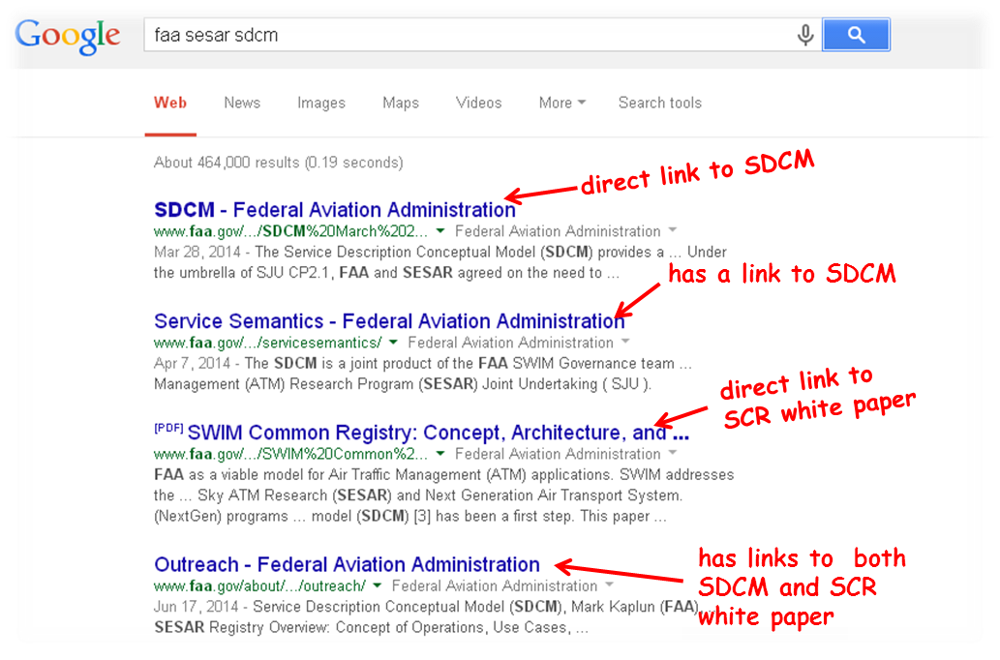 Google
faa sesar sdcm
Web News Images Maps Videos More Search tools
About 464,000 results (0.19 seconds)
direct link to SDCM
SDCM - Federal Aviation Administration
www.faa.gov/.../SDCM%20March%202... Federal Aviation Administration
Mar 28, 2014 - The Service Description Conceptual Model (SDCM) provides a ... Under
the umbrella of SJU CP2.1, FAA and SESAR agreed on the need to ...
has a link to SDCM
Service Semantics - Federal Aviation Administration
www.faa.gov/.../servicesemantics/ Federal Aviation Administration
Apr 7, 2014 - The SDCM is a joint product of the FAA SWIM Governance team ...
Management (ATM) Research Program (SESAR) Joint Undertaking ( SJU ).
direct link to
SCR white paper
[PDF] SWIM Common Registry: Concept, Architecture, and ...
www.faa.gov/.../SWIM%20Common%2... Federal Aviation Administration
FAA as a viable model for Air Traffic Management (ATM) applications. SWIM addresses
the ... Sky ATM Research (SESAR) and Next Generation Air Transport System.
(NextGen) programs ... model (SDCM) [3] has been a first step. This paper ...
Outreach - Federal Aviation Administration
www.faa.gov/about/.../outreach/ Federal Aviation Administration
Jun 17, 2014 - Service Description Conceptual Model (SDCM), Mark Kaplun (FAA)
SESAR Registry Overview: Concept of Operations, Use Cases, ...
has links to both
SDCM and SCR
white paper